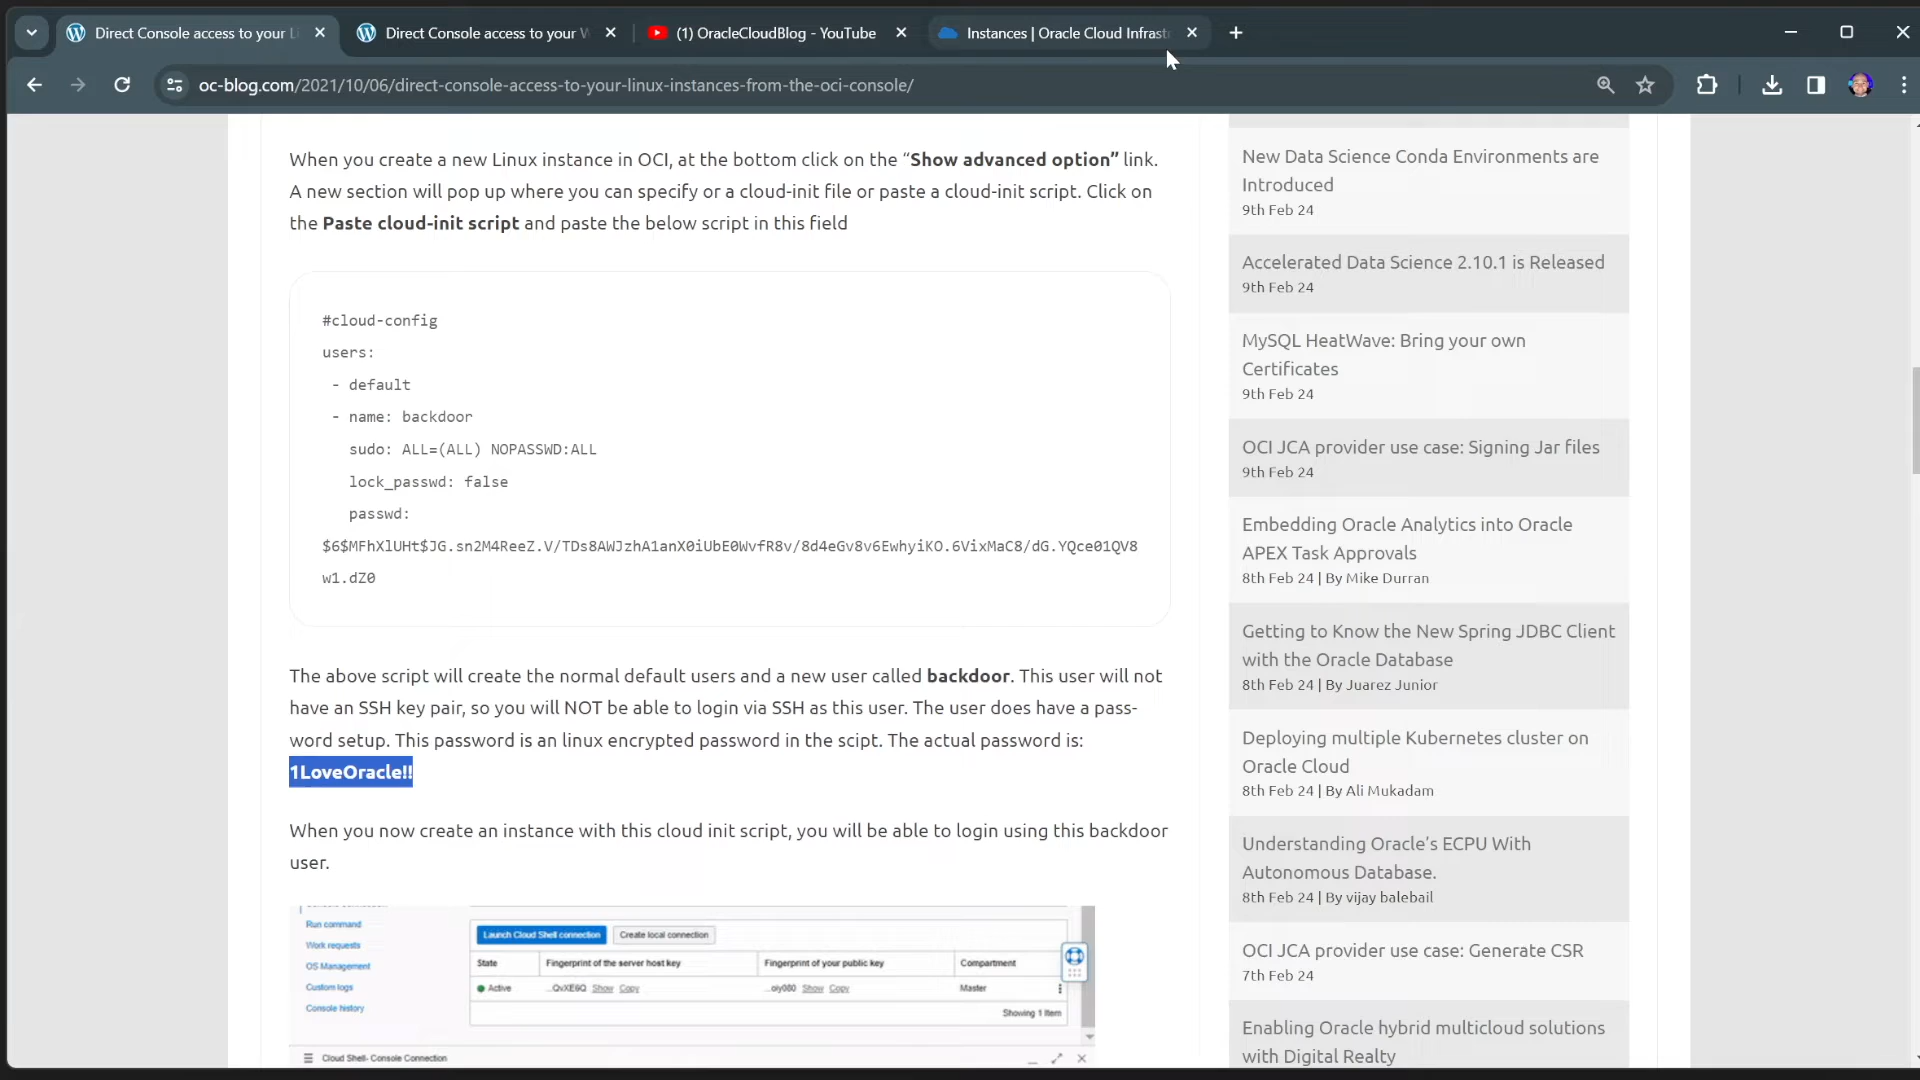 Direct Console access to your Li
Direct Console access to your W
(1) OracleCloudBlog - YouTube
Instances | Oracle Cloud Infrast
oc-blog.com/2021/10/06/direct-console-access-to-your-linux-instances-from-the-oci-console/
When you create a new Linux instance in OCI, at the bottom click on the “Show advanced option” link.
A new section will pop up where you can specify or a cloud-init file or paste a cloud-init script. Click on
the Paste cloud-init script and paste the below script in this field
#cloud-config
users:
- default
- name: backdoor
sudo: ALL=(ALL) NOPASSWD:ALL
lock_passwd: false
passwd:
$6$MFhXlUHt$JG.sn2M4ReeZ.V/TDs8AWJzhA1anX0iUbE0WvfR8v/8d4eGv8v6EwhyiKO.6VixMaC8/dG.YQce01QV8
w1.dZ0
The above script will create the normal default users and a new user called backdoor. This user will not
have an SSH key pair, so you will NOT be able to login via SSH as this user. The user does have a pass-
word setup. This password is an linux encrypted password in the scipt. The actual password is:
1LoveOracle!!
When you now create an instance with this cloud init script, you will be able to login using this backdoor
user.
Run command
Work requests
OS Management
Custom logs
Console history
Launch Cloud Shell connection
Create local connection
State
Fingerprint of the server host key
Fingerprint of your public key
Compartment
Active
...QvXE6Q Show Copy
...oiy080 Show Copy
Master
Showing 1 Item
Cloud Shell- Console Connection
New Data Science Conda Environments are
Introduced
9th Feb 24
Accelerated Data Science 2.10.1 is Released
9th Feb 24
MySQL HeatWave: Bring your own
Certificates
9th Feb 24
OCI JCA provider use case: Signing Jar files
9th Feb 24
Embedding Oracle Analytics into Oracle
APEX Task Approvals
8th Feb 24 | By Mike Durran
Getting to Know the New Spring JDBC Client
with the Oracle Database
8th Feb 24 | By Juarez Junior
Deploying multiple Kubernetes cluster on
Oracle Cloud
8th Feb 24 | By Ali Mukadam
Understanding Oracle’s ECPU With
Autonomous Database.
8th Feb 24 | By vijay balebail
OCI JCA provider use case: Generate CSR
7th Feb 24
Enabling Oracle hybrid multicloud solutions
with Digital Realty